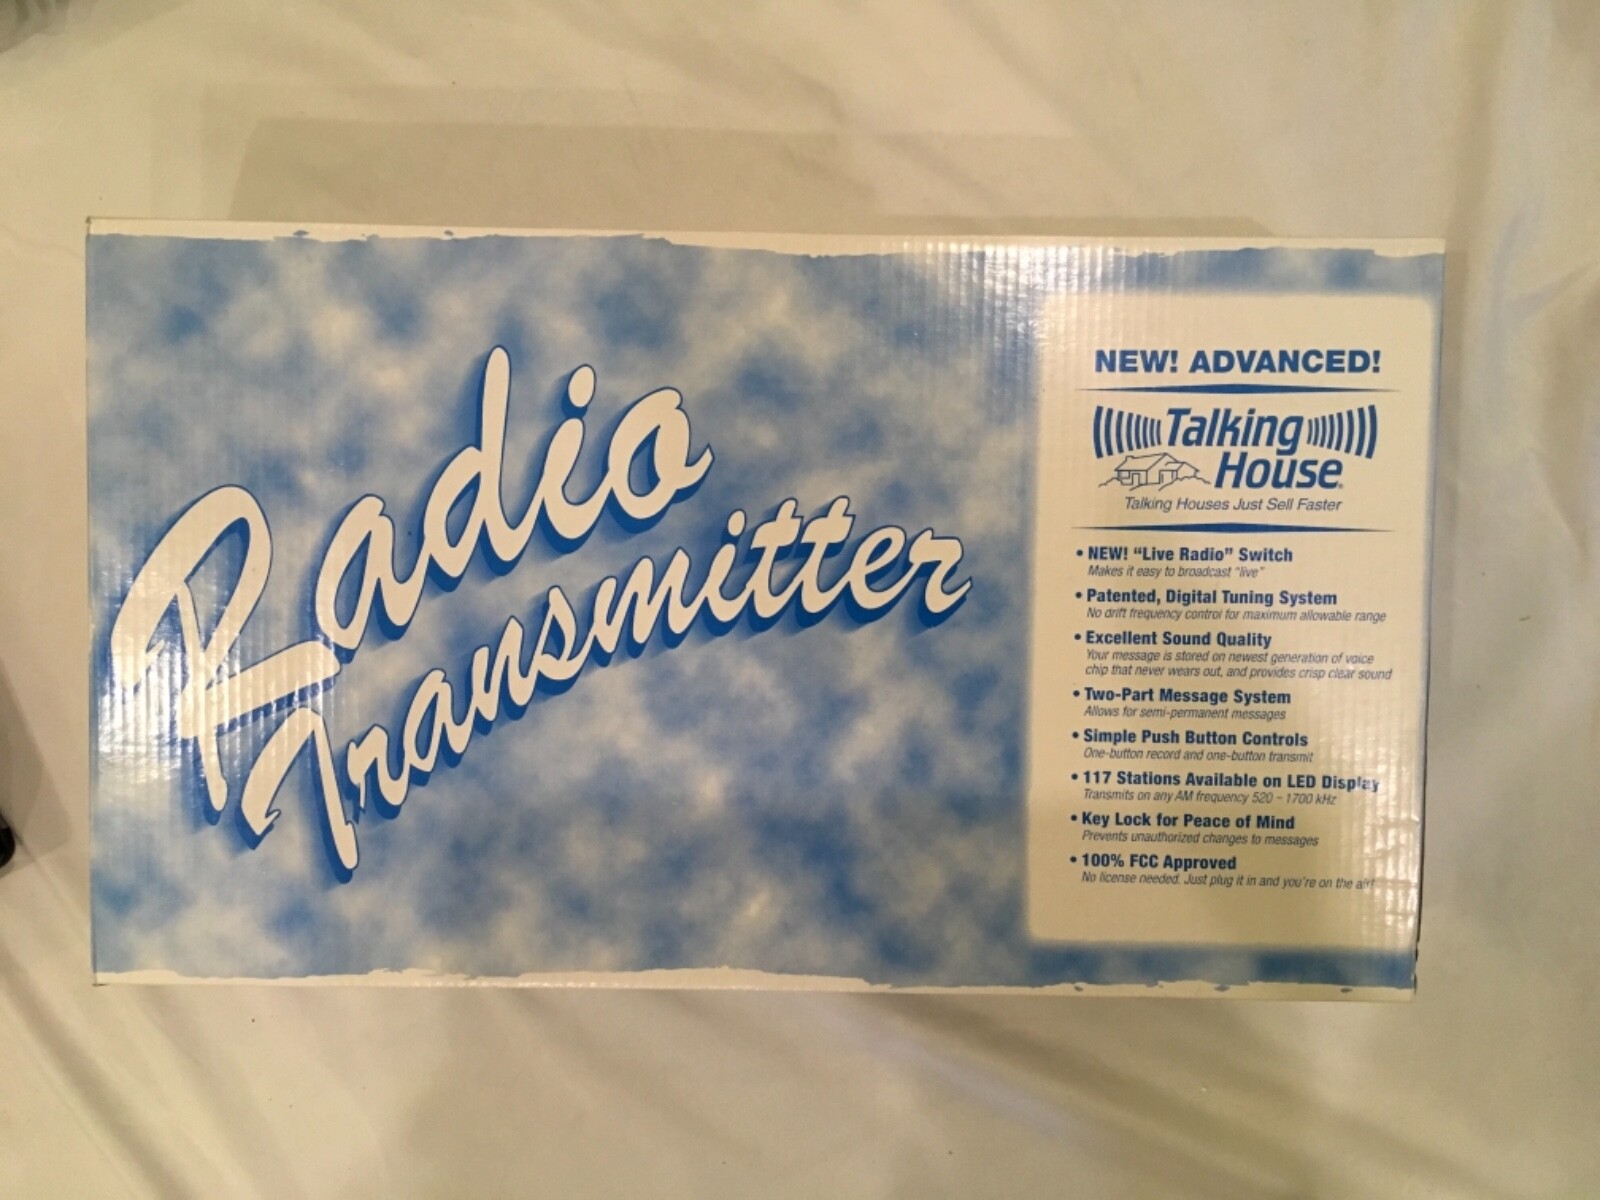 Radio
Transmitter
NEW! ADVANCED!
Talking
House®
Talking Houses Just Sell Faster
• NEW! “Live Radio” Switch
Makes it easy to broadcast “live”
• Patented, Digital Tuning System
No drift frequency control for maximum allowable range
• Excellent Sound Quality
Your message is stored on newest generation of voice
chip that never wears out, and provides crisp clear sound
• Two-Part Message System
Allows for semi-permanent messages
• Simple Push Button Controls
One-button record and one-button transmit
• 117 Stations Available on LED Display
Transmits on any AM frequency 520 – 1700 kHz
• Key Lock for Peace of Mind
Prevents unauthorized changes to messages
• 100% FCC Approved
No license needed. Just plug it in and you’re on the air!